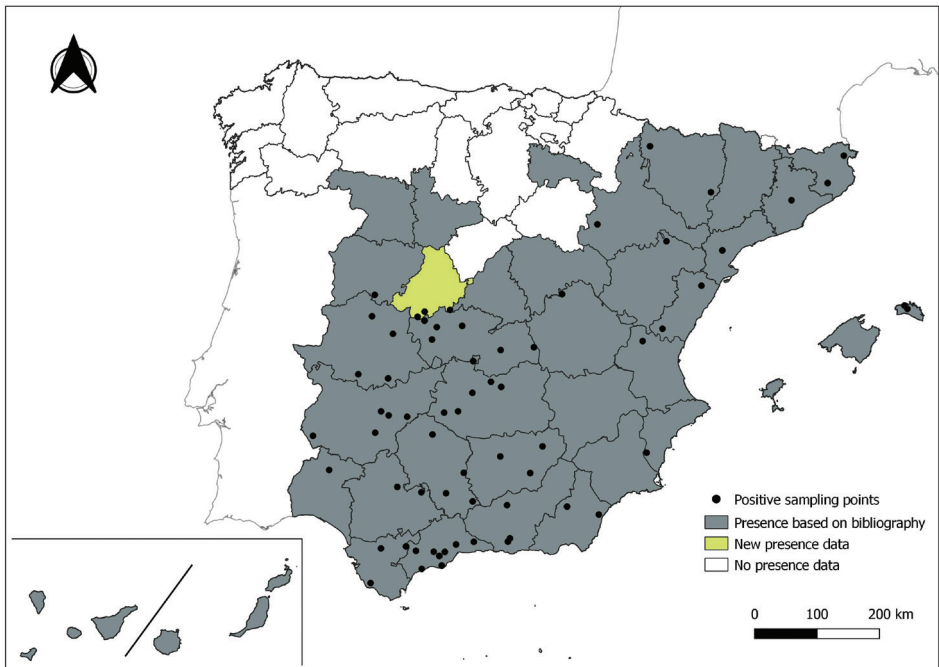 Positive sampling points
Presence based on bibliography
New presence data
No presence data
0 100 200 km